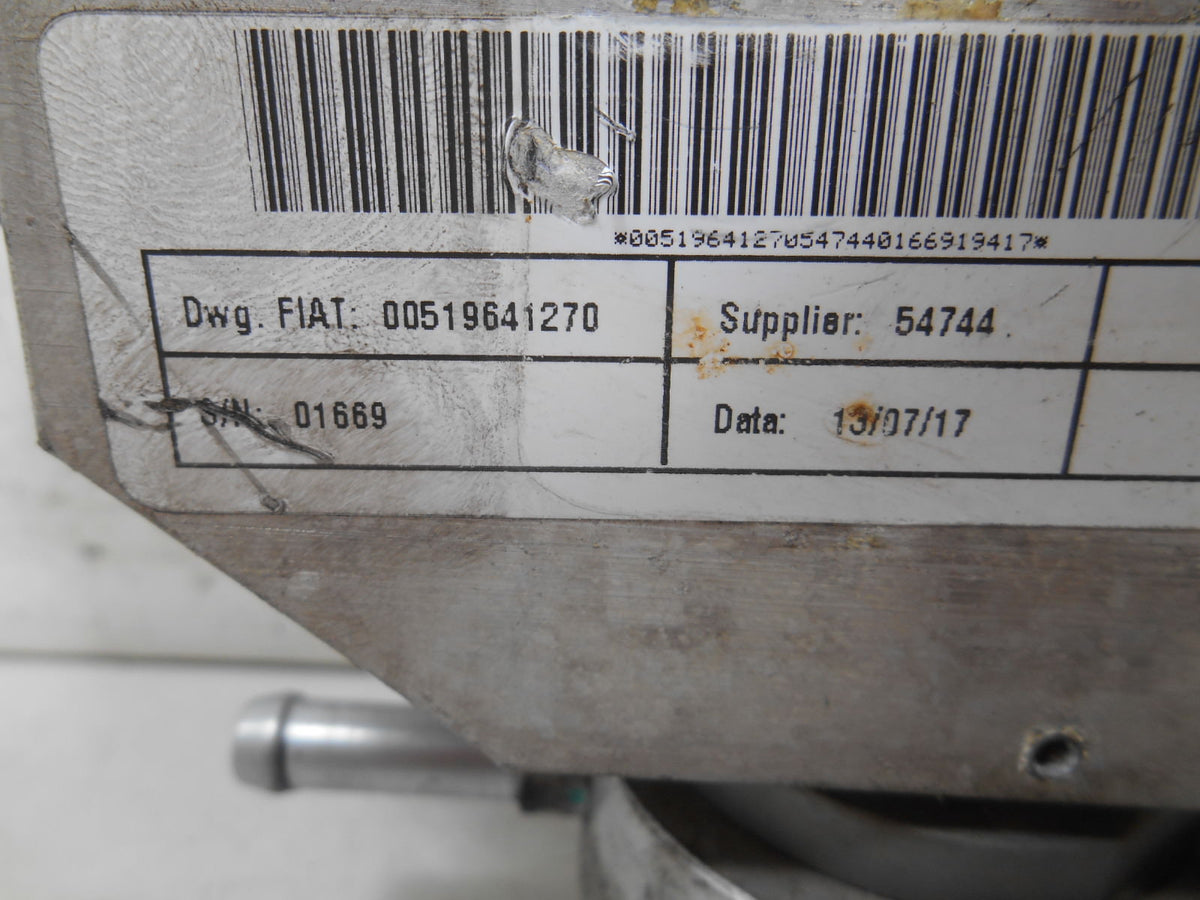 *00519641270547440166919417*
Dwg. FIAT: 00519641270 Supplier: 54744
S/N: 01669 Data: 13/07/17